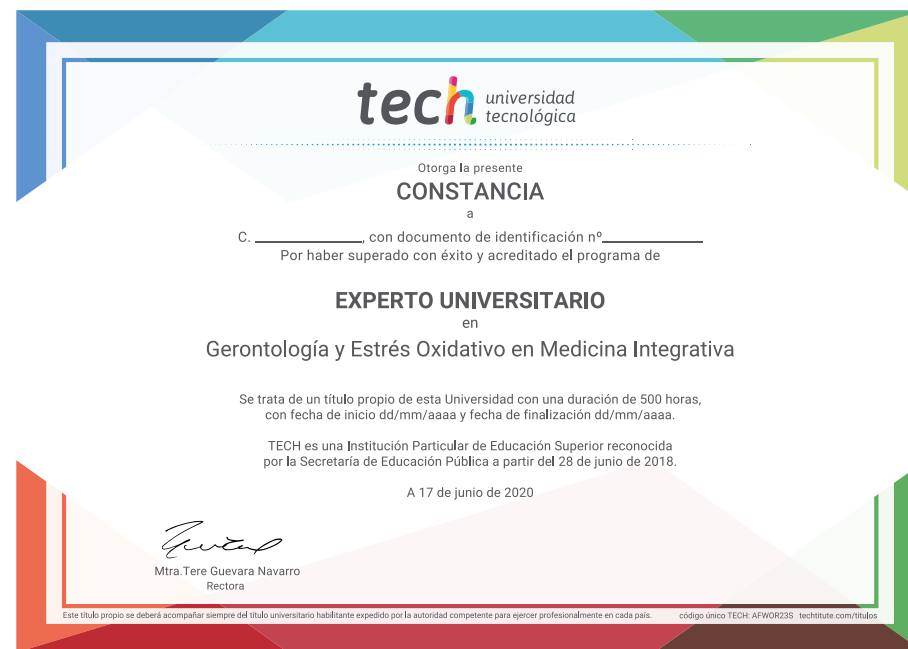 tech universidad
tecnológica
Otorga la presente
CONSTANCIA
a
C. ____________, con documento de identificación nº____________
Por haber superado con éxito y acreditado el programa de
EXPERTO UNIVERSITARIO
en
Gerontología y Estrés Oxidativo en Medicina Integrativa
Se trata de un título propio de esta Universidad con una duración de 500 horas,
con fecha de inicio dd/mm/aaaa y fecha de finalización dd/mm/aaaa.
TECH es una Institución Particular de Educación Superior reconocida
por la Secretaría de Educación Pública a partir del 28 de junio de 2018.
A 17 de junio de 2020
Mtra.Tere Guevara Navarro
Rectora
Este título propio se deberá acompañar siempre del título universitario habilitante expedido por la autoridad competente para ejercer profesionalmente en cada país. código único TECH: AFWOR23S techtitute.com/titulos